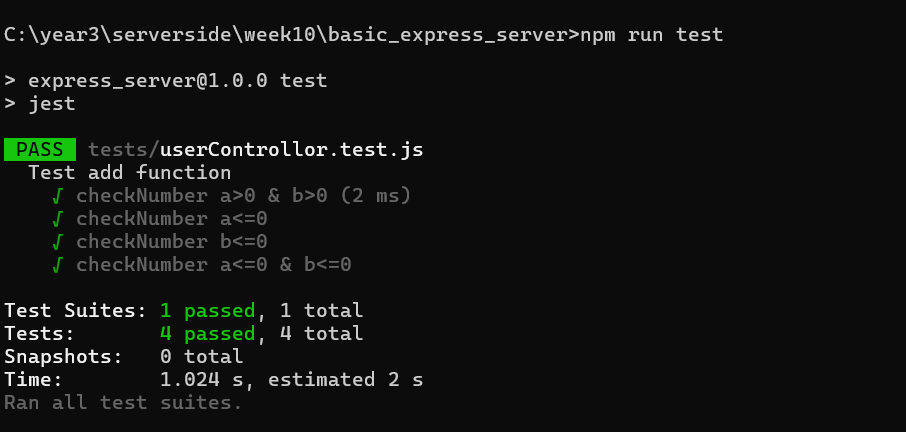 C:\year3\serverside\week10\basic_express_server>npm run test
> express_server@1.0.0 test
> jest
PASS tests/userControllor.test.js
Test add function
√ checkNumber a>0 & b>0 (2 ms)
√ checkNumber a<=0
√ checkNumber b<=0
√ checkNumber a<=0 & b<=0
Test Suites: 1 passed, 1 total
Tests: 4 passed, 4 total
Snapshots: 0 total
Time: 1.024 s, estimated 2 s
Ran all test suites.